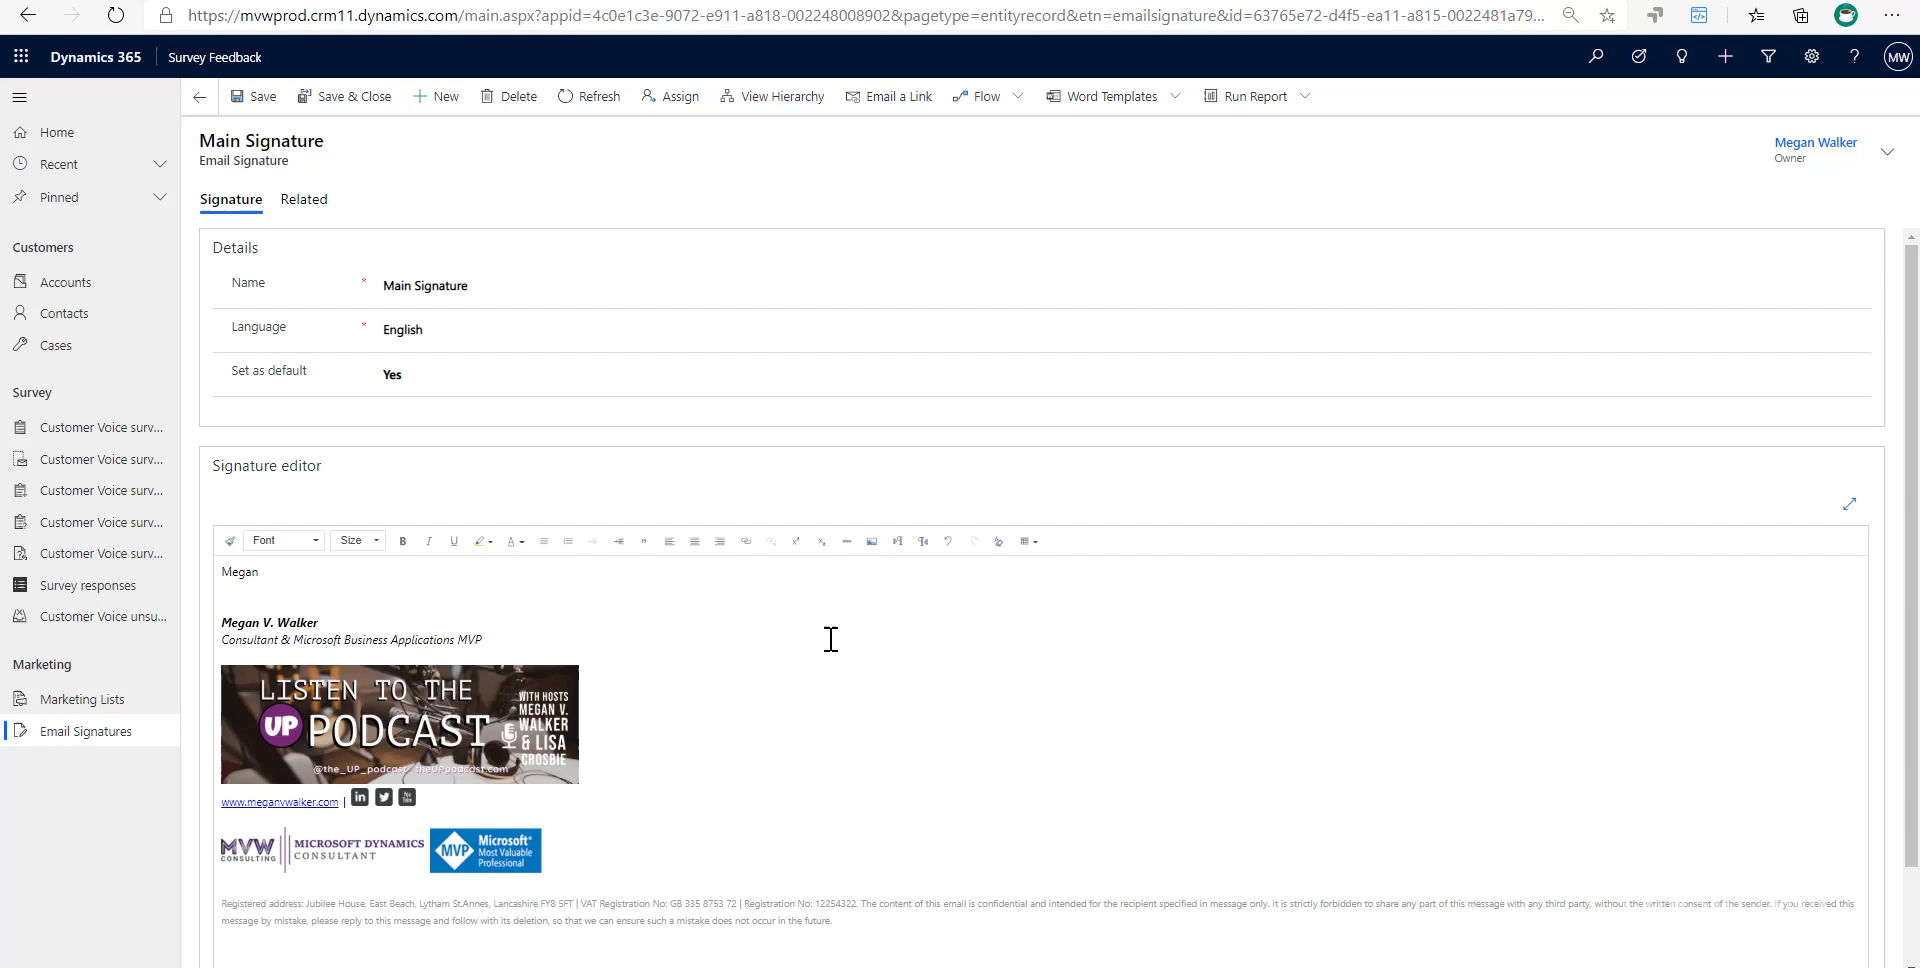 https://mvwprod.crm11.dynamics.com/main.aspx?appid=4c0e1c3e-9072-e911-a818-002248008902&pagetype=entityrecord&etn=emailsignature&id=63765e72-d4f5-ea11-a815-0022481a79...
Dynamics 365 Survey Feedback MW
Save Save & Close New Delete Refresh Assign View Hierarchy Email a Link Flow Word Templates Run Report
Home
Recent
Pinned
Customers
Accounts
Contacts
Cases
Survey
Customer Voice surv...
Customer Voice surv...
Customer Voice surv...
Customer Voice surv...
Customer Voice surv...
Survey responses
Customer Voice unsu...
Marketing
Marketing Lists
Email Signatures
Main Signature
Email Signature
Megan Walker
Owner
Signature Related
Details
Name * Main Signature
Language * English
Set as default Yes
Signature editor
Font Size B I U
Megan
Megan V. Walker
Consultant & Microsoft Business Applications MVP
LISTEN TO THE
UP PODCAST
WITH HOSTS
MEGAN V.
WALKER
& LISA
CROSBIE
@the_UP_podcast theUPpodcast.com
www.meganvwalker.com | in You Tube
MVW CONSULTING MICROSOFT DYNAMICS CONSULTANT
MVP Microsoft® Most Valuable Professional
Registered address: Jubilee House, East Beach, Lytham St.Annes, Lancashire FY8 5FT | VAT Registration No: GB 335 8753 72 | Registration No: 12254322. The content of this email is confidential and intended for the recipient specified in message only. It is strictly forbidden to share any part of this message with any third party, without the written consent of the sender. If you received this
message by mistake, please reply to this message and follow with its deletion, so that we can ensure such a mistake does not occur in the future.